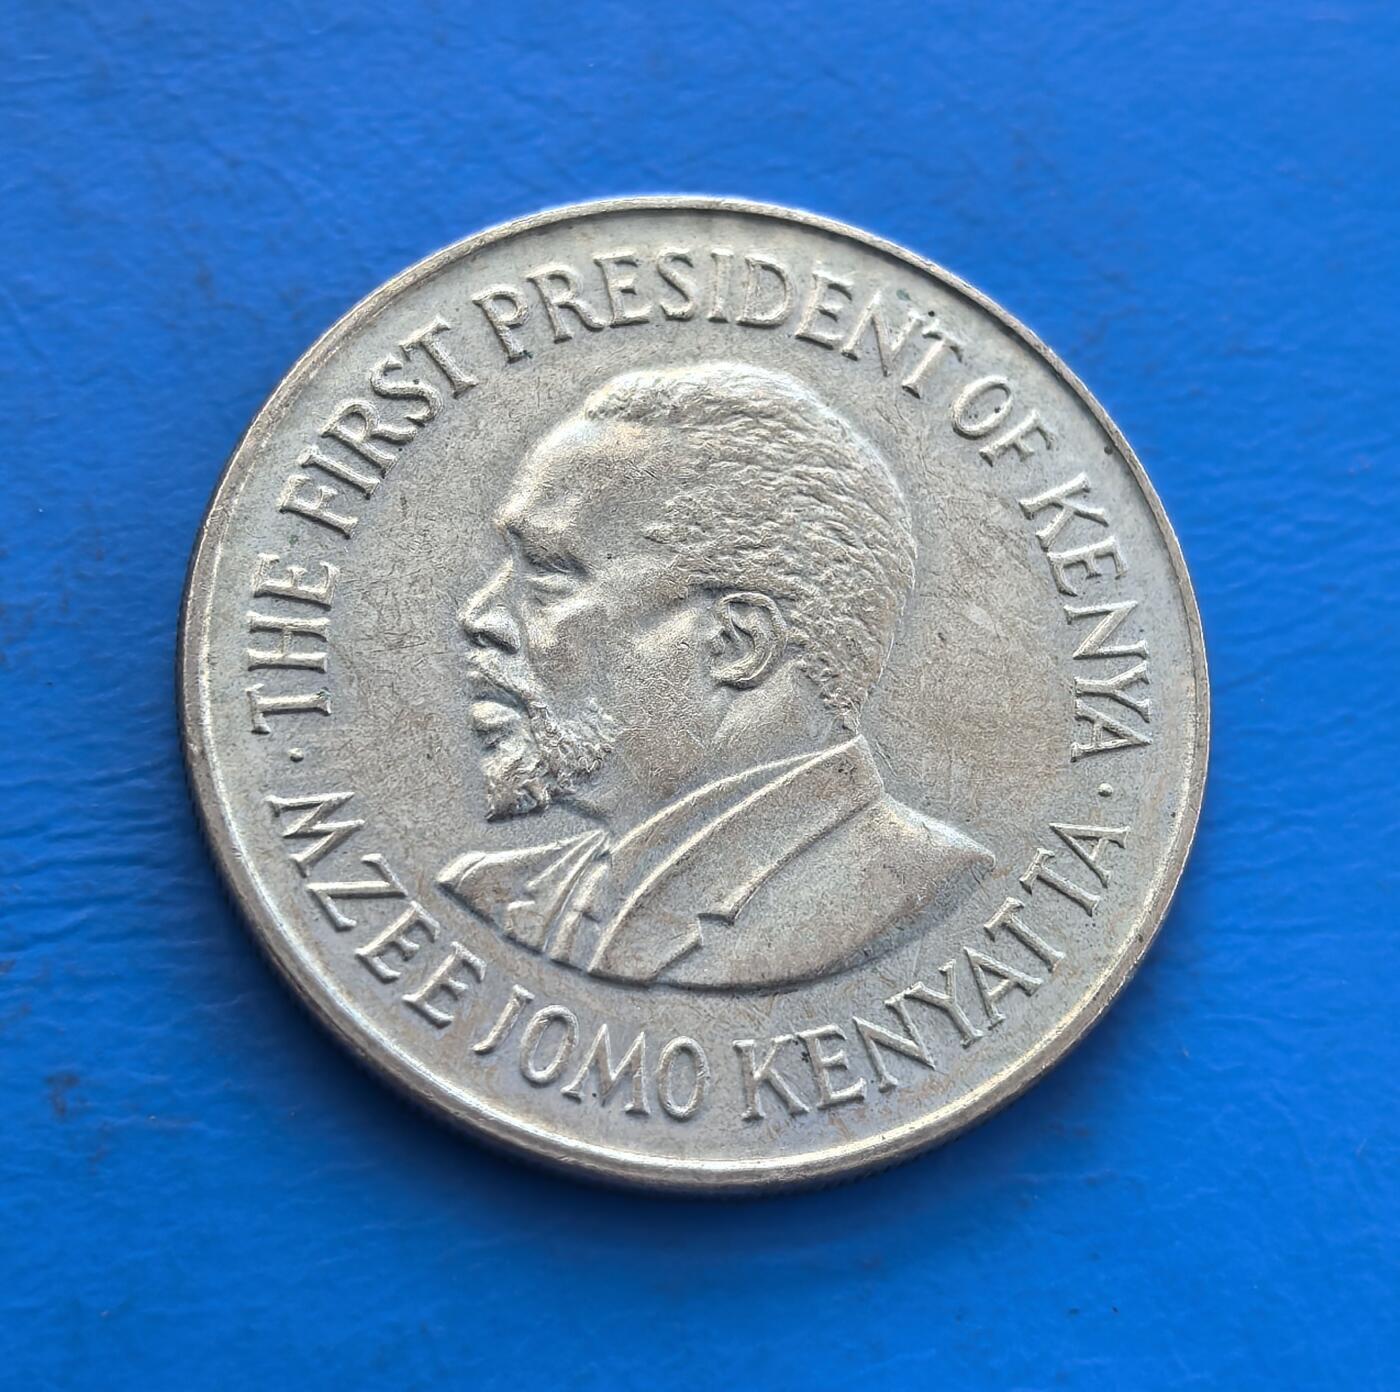 · THE FIRST PRESIDENT OF KENYA ·
MZEE JOMO KENYATTA